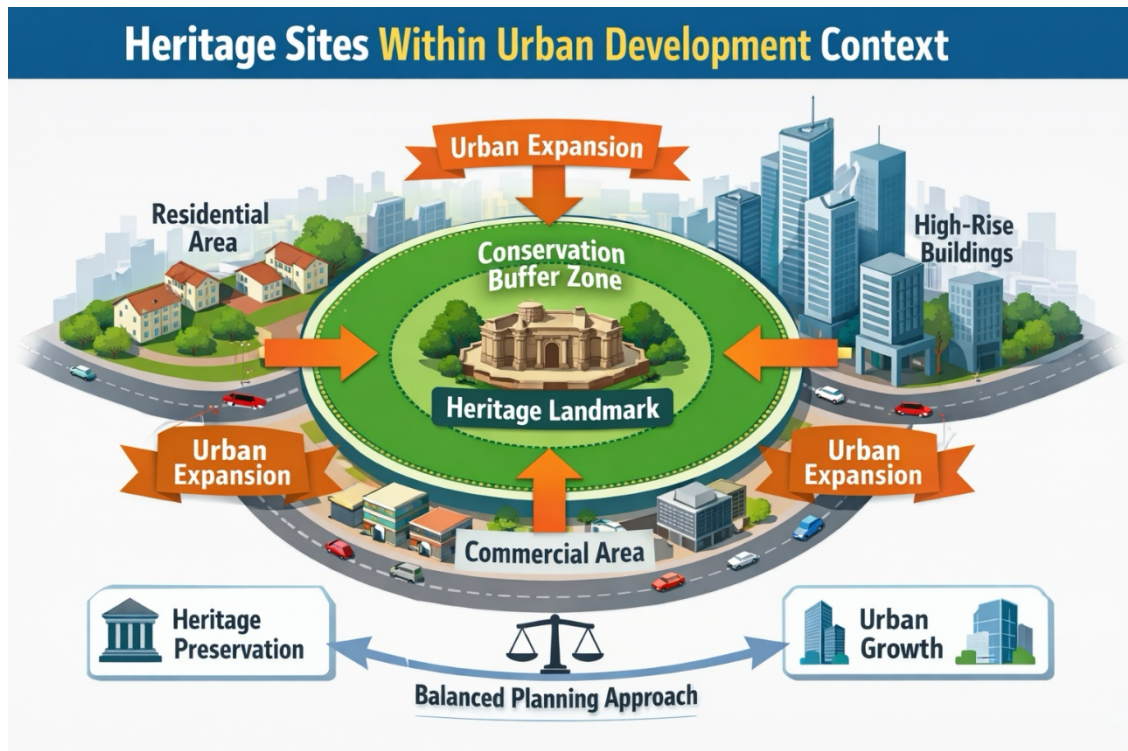 Heritage Sites Within Urban Development Context
Urban Expansion
Residential
Area
High-Rise
Buildings
Conservation
Buffer Zone
Heritage Landmark
Urban
Expansion
Urban
Expansion
Commercial Area
Heritage
Preservation
Urban
Growth
Balanced Planning Approach